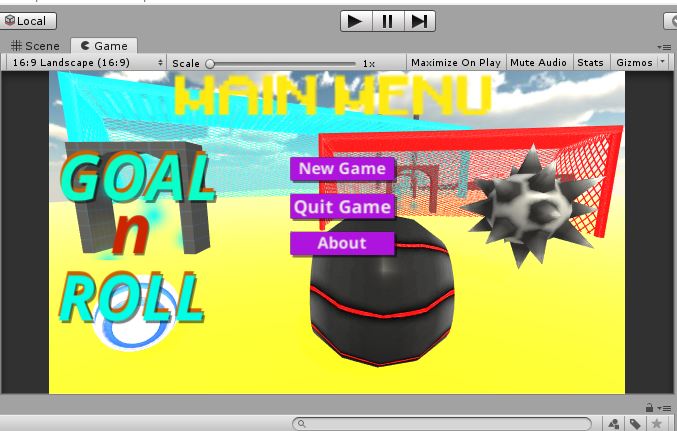 Local
Scene
Game
16:9 Landscape (16:9)
Scale
1x
Maximize On Play
Mute Audio
Stats
Gizmos
MAIN MENU
GOAL
n
ROLL
New Game
Quit Game
About